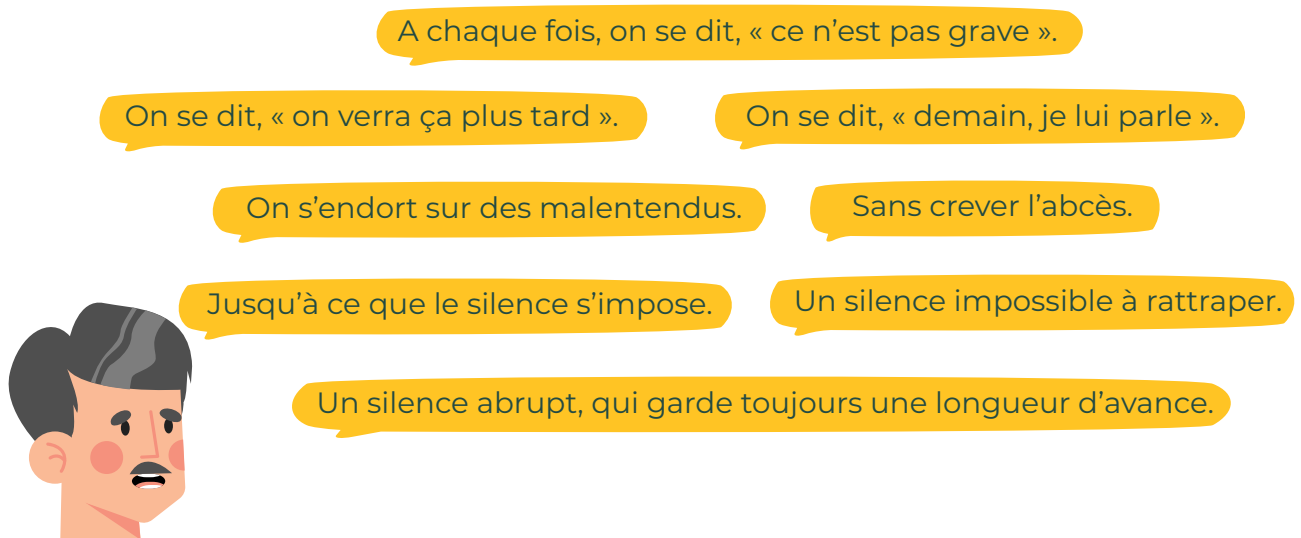 A chaque fois, on se dit, « ce n’est pas grave ».
On se dit, « on verra ça plus tard ».
On se dit, « demain, je lui parle ».
On s’endort sur des malentendus.
Sans crever l’abcès.
Jusqu’à ce que le silence s’impose.
Un silence impossible à rattraper.
Un silence abrupt, qui garde toujours une longueur d’avance.